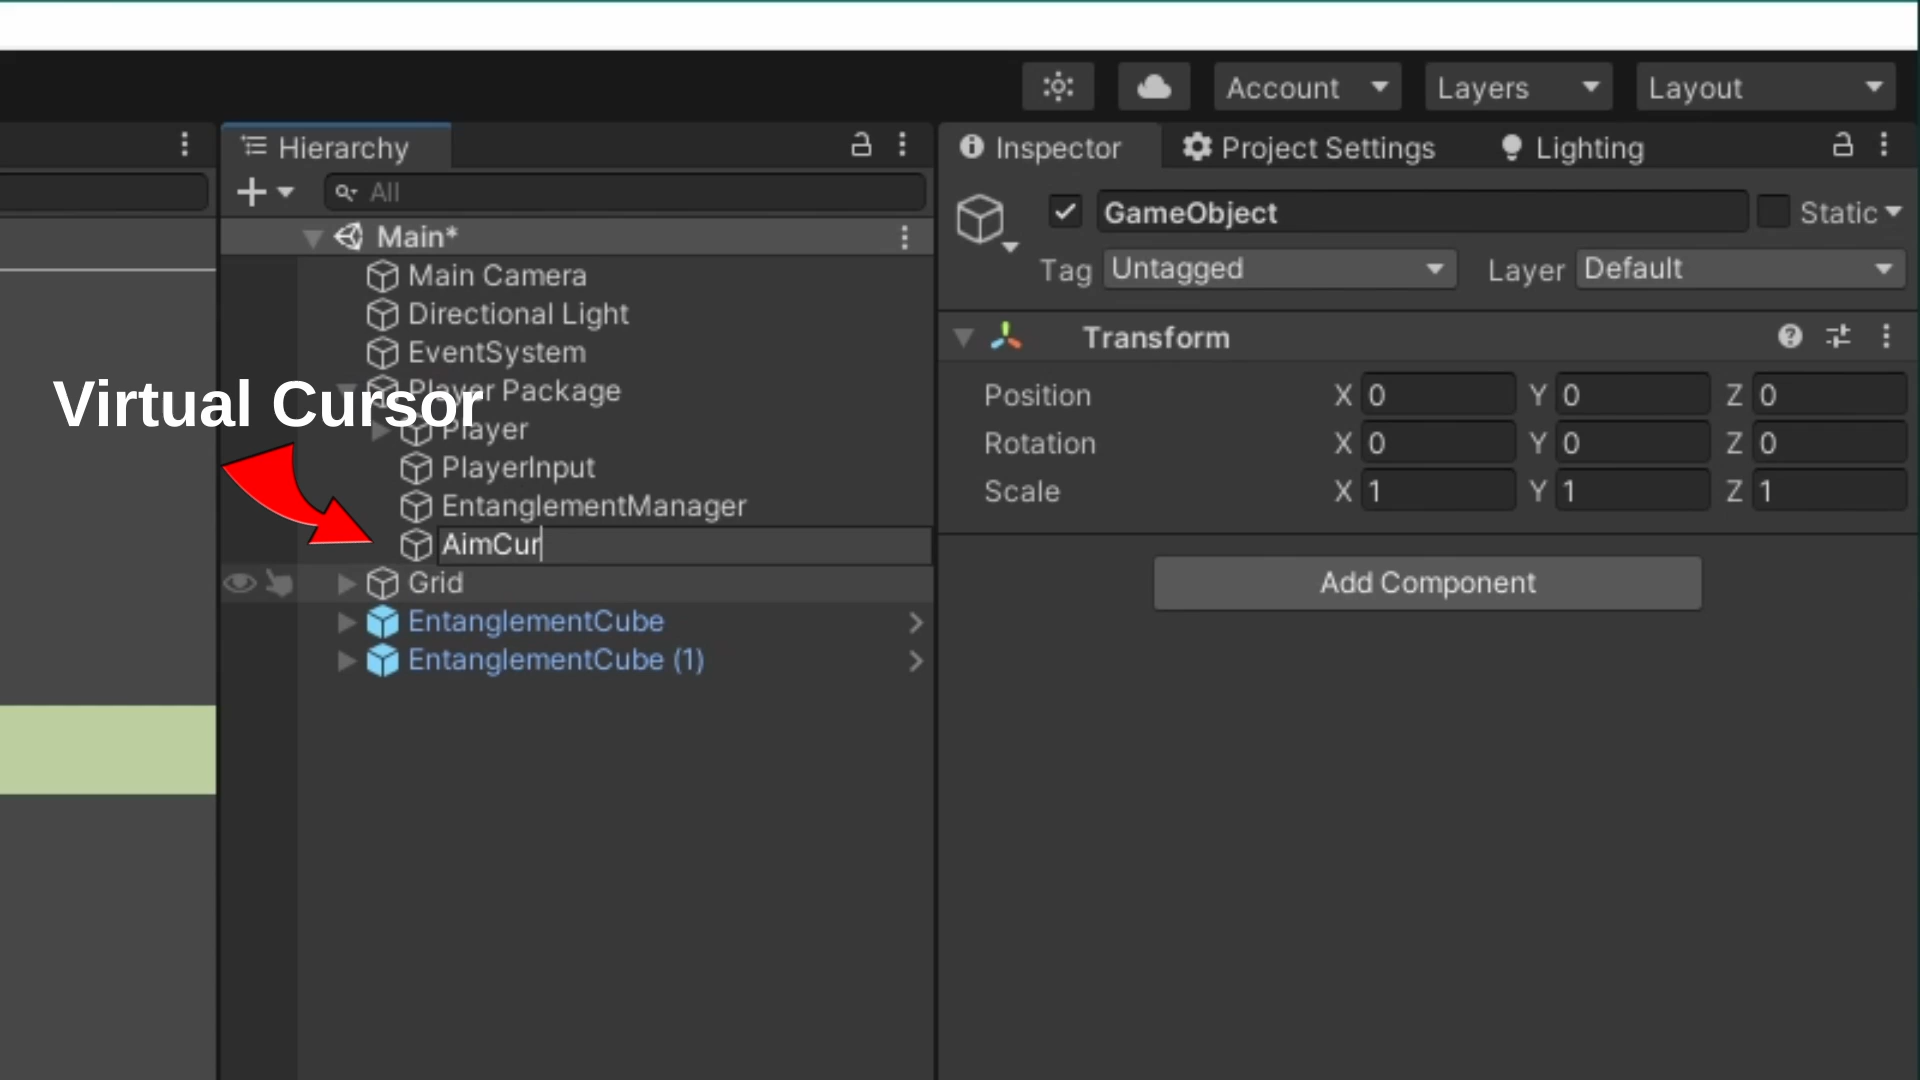 Account
Layers
Layout
Hierarchy
Inspector
Project Settings
Lighting
All
GameObject
Static
Main*
Tag
Untagged
Layer
Default
Main Camera
Directional Light
EventSystem
Player Package
Player
PlayerInput
EntanglementManager
AimCur
Grid
EntanglementCube
EntanglementCube (1)
Virtual Cursor
Transform
Position X 0 Y 0 Z 0
Rotation X 0 Y 0 Z 0
Scale X 1 Y 1 Z 1
Add Component